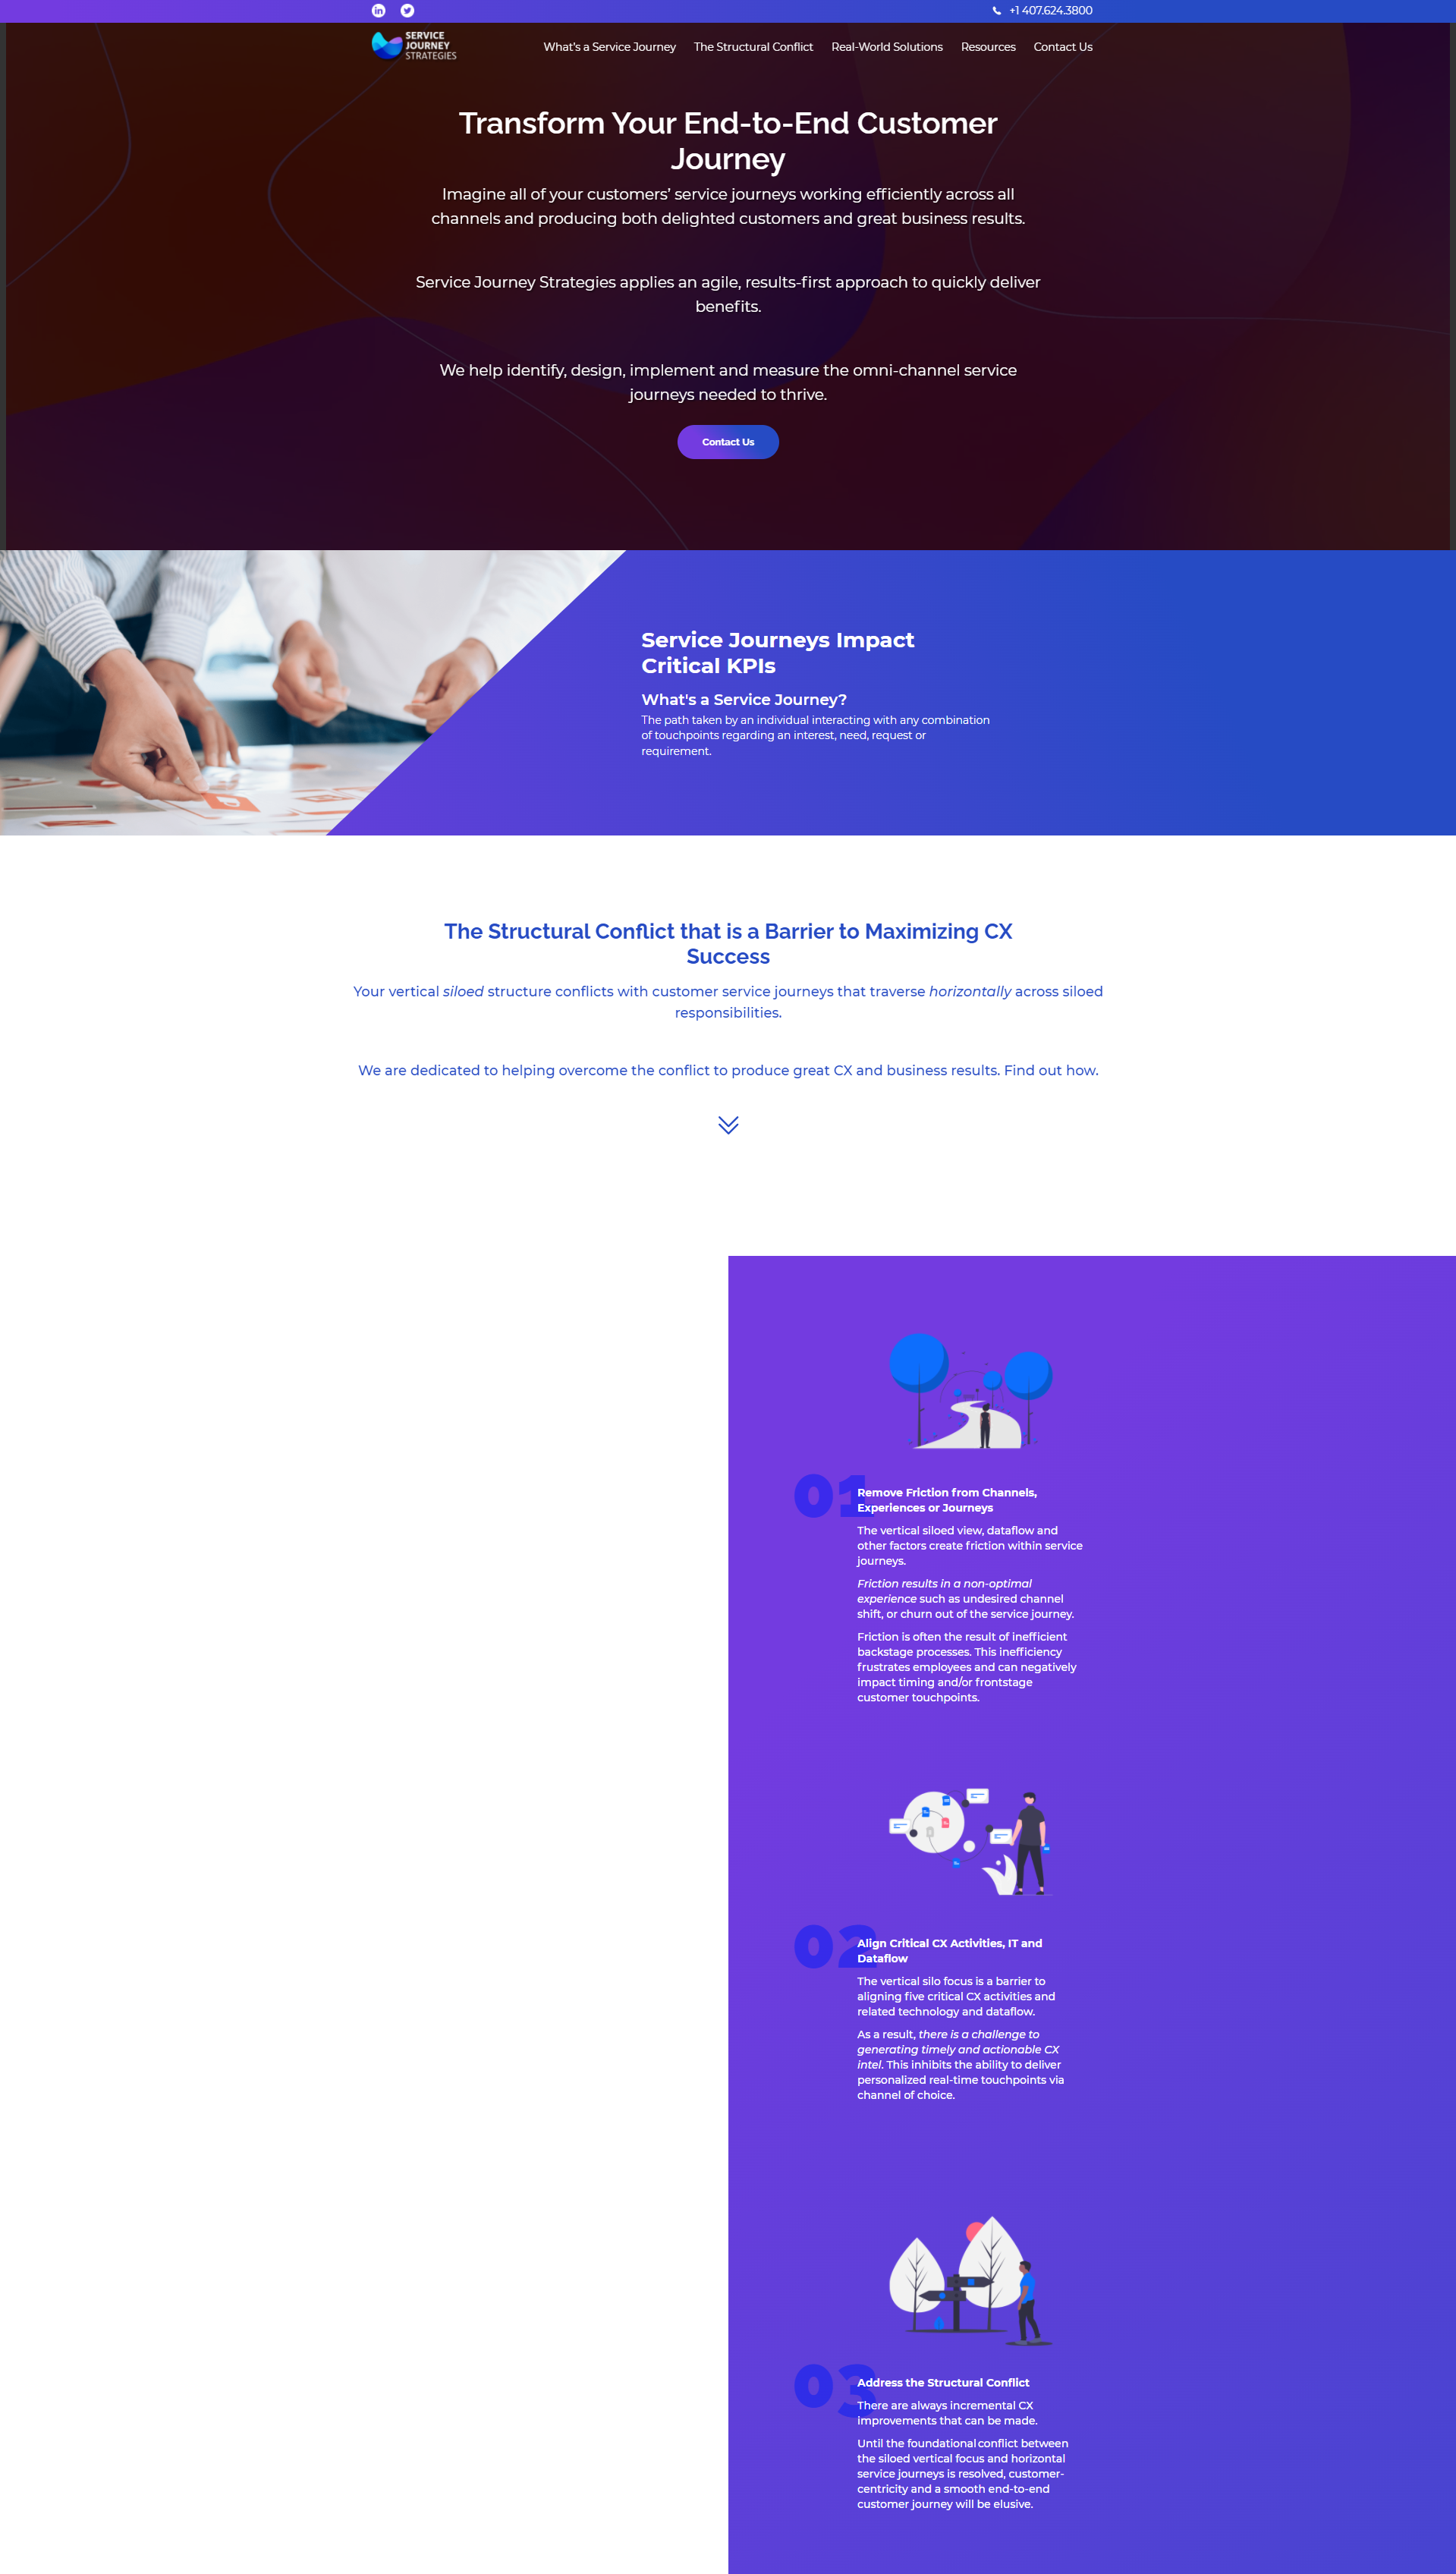 +1 407.624.3800
SERVICE
JOURNEY
STRATEGIES
What's a Service Journey
The Structural Conflict
Real-World Solutions
Resources
Contact Us
Transform Your End-to-End Customer
Journey
Imagine all of your customers’ service journeys working efficiently across all
channels and producing both delighted customers and great business results.
Service Journey Strategies applies an agile, results-first approach to quickly deliver
benefits.
We help identify, design, implement and measure the omni-channel service
journeys needed to thrive.
Contact Us
Service Journeys Impact
Critical KPIs
What's a Service Journey?
The path taken by an individual interacting with any combination
of touchpoints regarding an interest, need, request or
requirement.
The Structural Conflict that is a Barrier to Maximizing CX
Success
Your vertical siloed structure conflicts with customer service journeys that traverse horizontally across siloed
responsibilities.
We are dedicated to helping overcome the conflict to produce great CX and business results. Find out how.
01
Remove Friction from Channels,
Experiences or Journeys
The vertical siloed view, dataflow and
other factors create friction within service
journeys.
Friction results in a non-optimal
experience such as undesired channel
shift, or churn out of the service journey.
Friction is often the result of inefficient
backstage processes. This inefficiency
frustrates employees and can negatively
impact timing and/or frontstage
customer touchpoints.
02
Align Critical CX Activities, IT and
Dataflow
The vertical silo focus is a barrier to
aligning five critical CX activities and
related technology and dataflow.
As a result, there is a challenge to
generating timely and actionable CX
intel. This inhibits the ability to deliver
personalized real-time touchpoints via
channel of choice.
03
Address the Structural Conflict
There are always incremental CX
improvements that can be made.
Until the foundational conflict between
the siloed vertical focus and horizontal
service journeys is resolved, customer-
centricity and a smooth end-to-end
customer journey will be elusive.